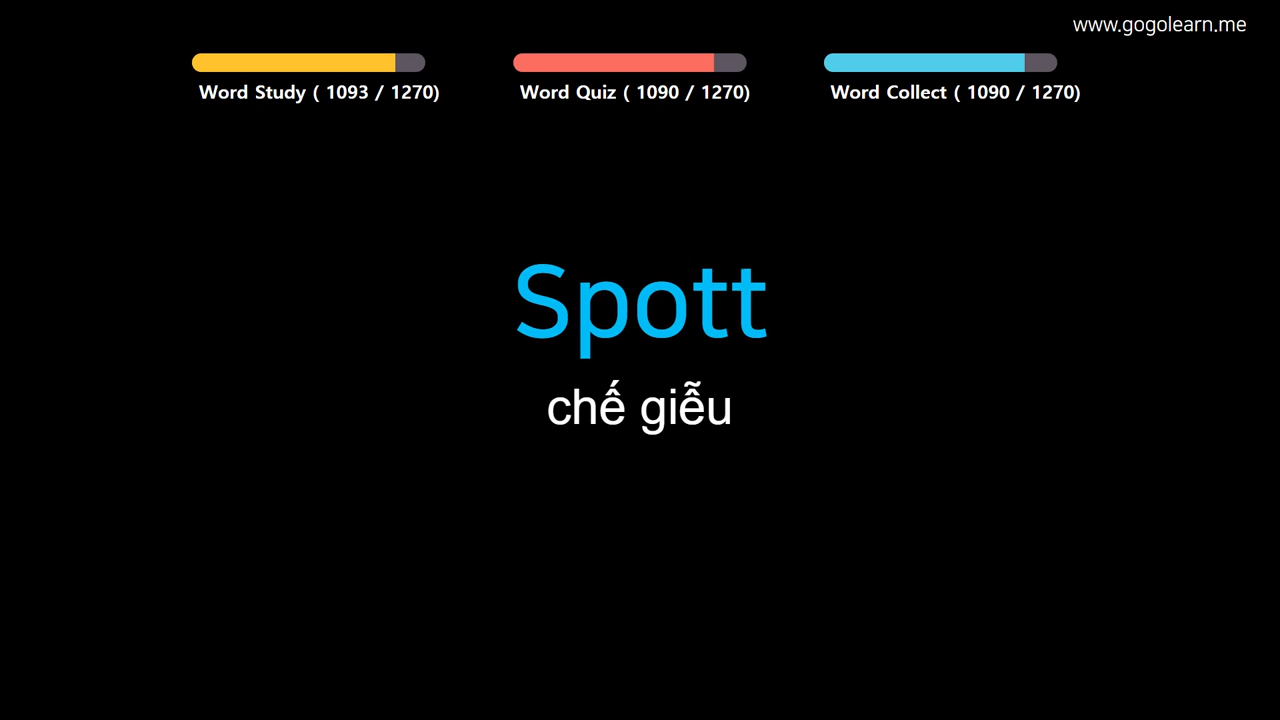 www.gogolearn.me
Word Study ( 1093 / 1270)
Word Quiz ( 1090 / 1270)
Word Collect ( 1090 / 1270)
Spott
chế giễu